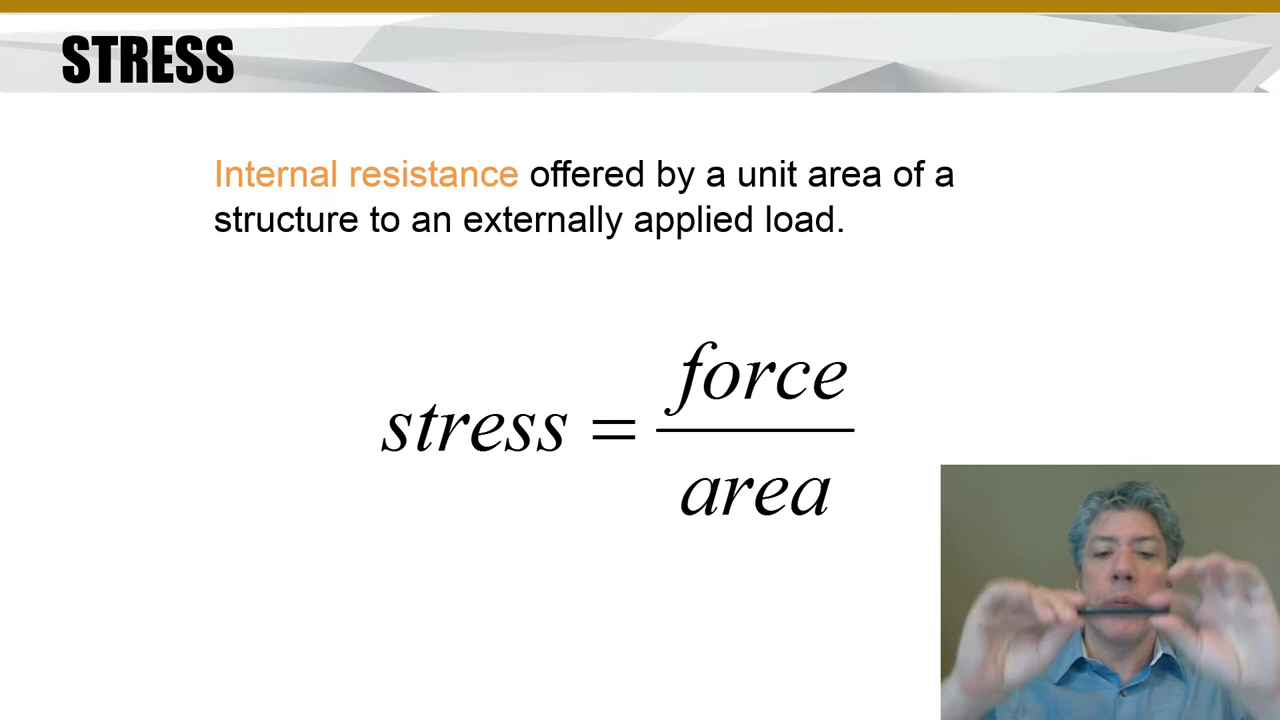 STRESS
Internal resistance offered by a unit area of a
structure to an externally applied load.
stress = force
area